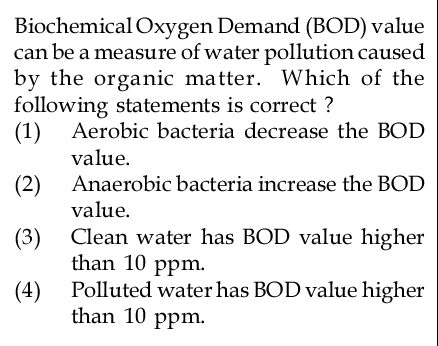 Biochemical Oxygen Demand (BOD) value
can be a measure of water pollution caused
by the organic matter. Which of the
following statements is correct ?
(1) Aerobic bacteria decrease the BOD
value.
(2) Anaerobic bacteria increase the BOD
value.
(3) Clean water has BOD value higher
than 10 ppm.
(4) Polluted water has BOD value higher
than 10 ppm.